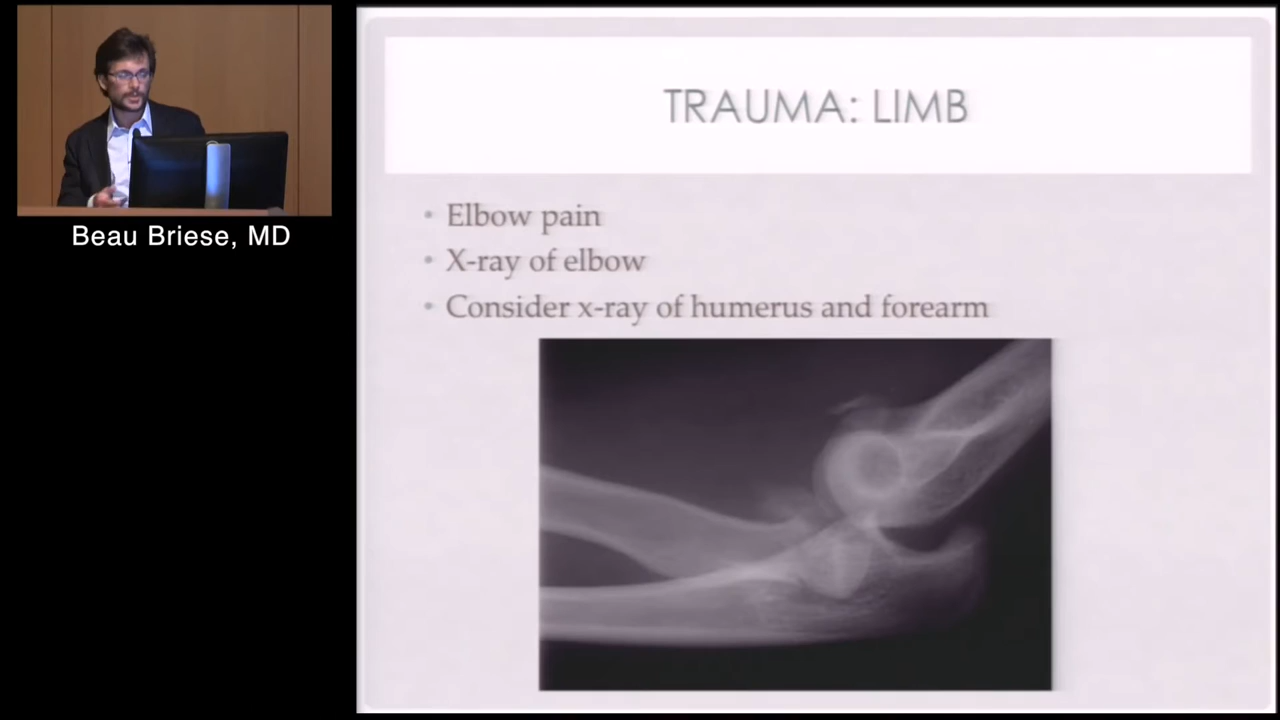 Beau Briese, MD
TRAUMA: LIMB
• Elbow pain
• X-ray of elbow
• Consider x-ray of humerus and forearm